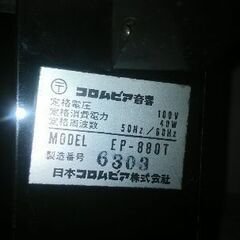 〒 コロムビア音響
定格電圧 100V
定格消費電力 40W
定格周波数 50Hz/60Hz
MODEL EP-880T
製造番号 6303
日本コロムビア株式会社